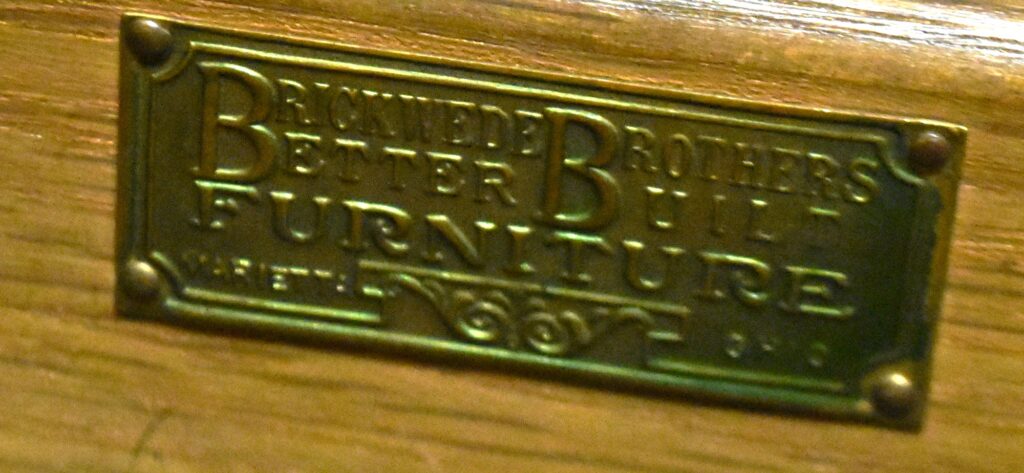 BRICKWEDE BROTHERS
BETTER BUILT
FURNITURE
MARIETTA OHIO